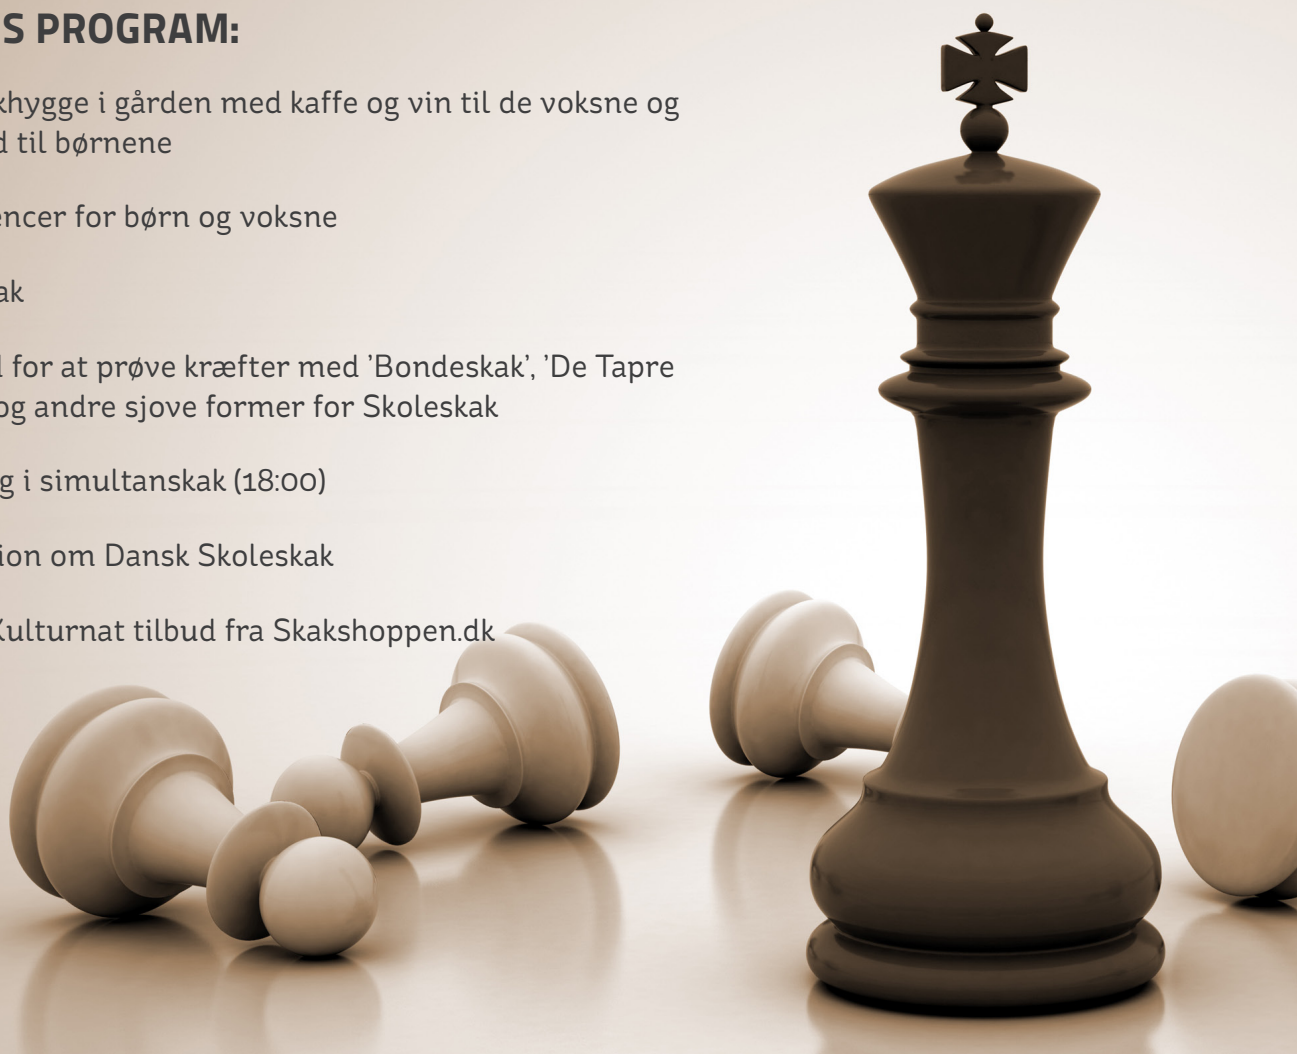 S PROGRAM:
khygge i gården med kaffe og vin til de voksne og
d til børnene
encer for børn og voksne
ak
l for at prøve kræfter med ’Bondeskak’, ’De Tapre
og andre sjove former for Skoleskak
g i simultanskak (18:00)
ion om Dansk Skoleskak
Kulturnat tilbud fra Skakshoppen.dk